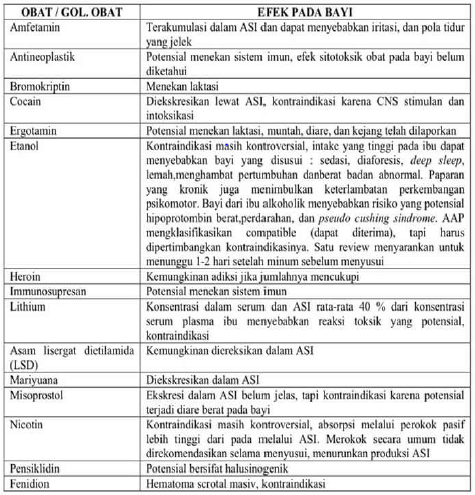 OBAT / GOL. OBAT EFEK PADA BAYI
Amfetamin Terakumulasi dalam ASI dan dapat menyebabkan iritasi, dan pola tidur
yang jelek
Antineoplastik Potensial menekan sistem imun, efek sitotoksik obat pada bayi belum
diketahui
Bromokriptin Menekan laktasi
Cocain Diekskresikan lewat ASI, kontraindikasi karena CNS stimulan dan
intoksikasi
Ergotamin Potensial menekan laktasi, muntah, diare, dan kejang telah dilaporkan
Etanol Kontraindikasi masih kontroversial, intake yang tinggi pada ibu dapat
menyebabkan bayi yang disusui : sedasi, diaforesis, deep sleep,
lemah,menghambat pertumbuhan danberat badan abnormal. Paparan
yang kronik juga menimbulkan keterlambatan perkembangan
psikomotor. Bayi dari ibu alkoholik menyebabkan risiko yang potensial
hipoprotombin berat,perdarahan, dan pseudo cushing sindrome. AAP
mengklasifikasikan compatible (dapat diterima), tapi harus
dipertimbangkan kontraindikasinya. Satu review menyarankan untuk
menunggu 1-2 hari setelah minum sebelum menyusui
Heroin Kemungkinan adiksi jika jumlahnya mencukupi
Immunosupresan Potensial menekan sistem imun
Lithium Konsentrasi dalam serum dan ASI rata-rata 40 % dari konsentrasi
serum plasma ibu menyebabkan reaksi toksik yang potensial,
kontraindikasi
Asam lisergat dietilamida Kemungkinan diereksikan dalam ASI
(LSD)
Mariyuana Diekskresikan dalam ASI
Misoprostol Ekskresi dalam ASI belum jelas, tapi kontraindikasi karena potensial
terjadi diare berat pada bayi
Nicotin Kontraindikasi masih kontroversial, absorpsi melalui perokok pasif
lebih tinggi dari pada melalui ASI. Merokok secara umum tidak
direkomendasikan selama menyusui, menurunkan produksi ASI
Pensiklidin Potensial bersifat halusinogenik
Fenidion Hematoma scrotal masiv, kontraindikasi